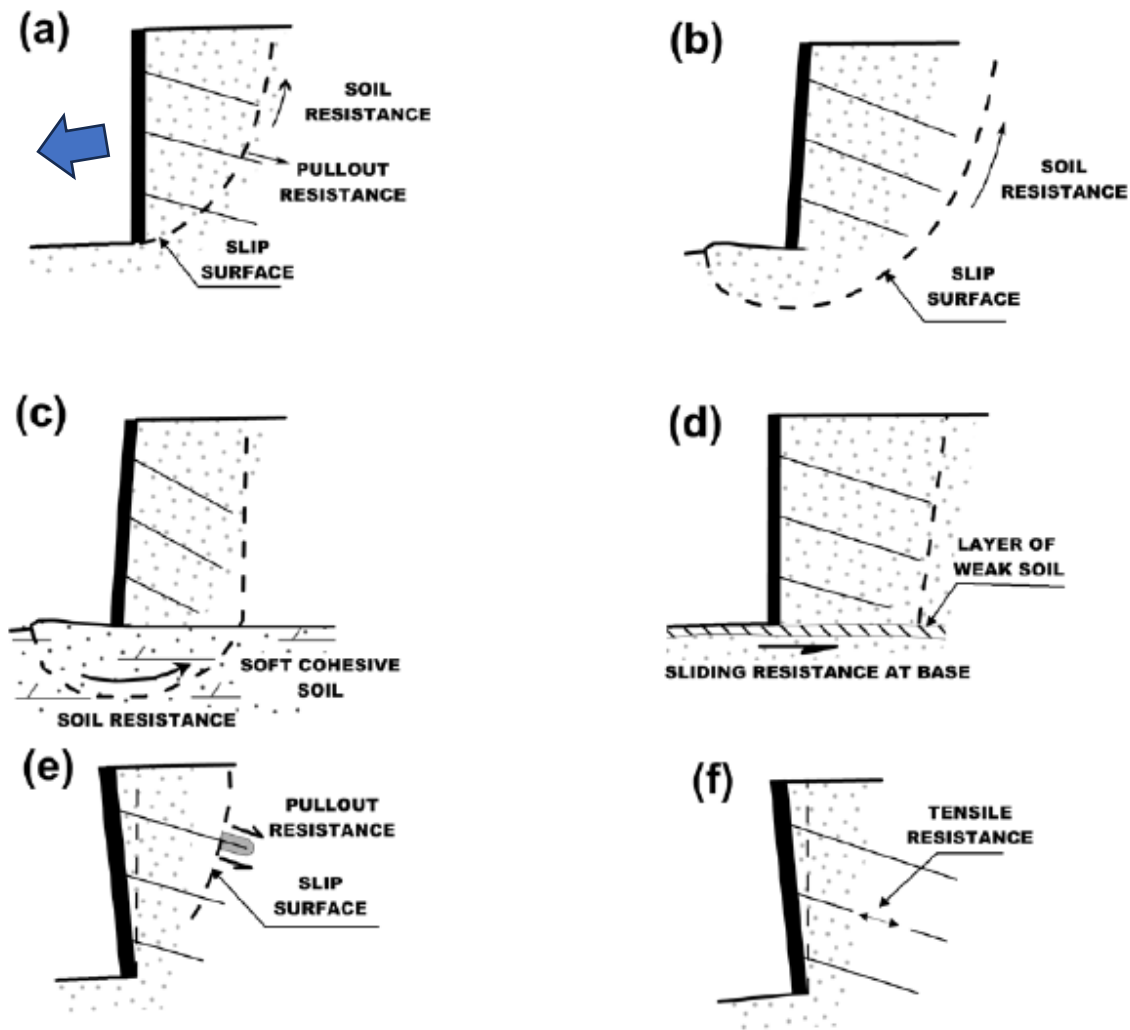 (a)
SOIL
RESISTANCE
PULLOUT
RESISTANCE
SLIP
SURFACE
(b)
SOIL
RESISTANCE
SLIP
SURFACE
(c)
SOFT COHESIVE
SOIL
SOIL RESISTANCE
(d)
LAYER OF
WEAK SOIL
SLIDING RESISTANCE AT BASE
(e)
PULLOUT
RESISTANCE
SLIP
SURFACE
(f)
TENSILE
RESISTANCE